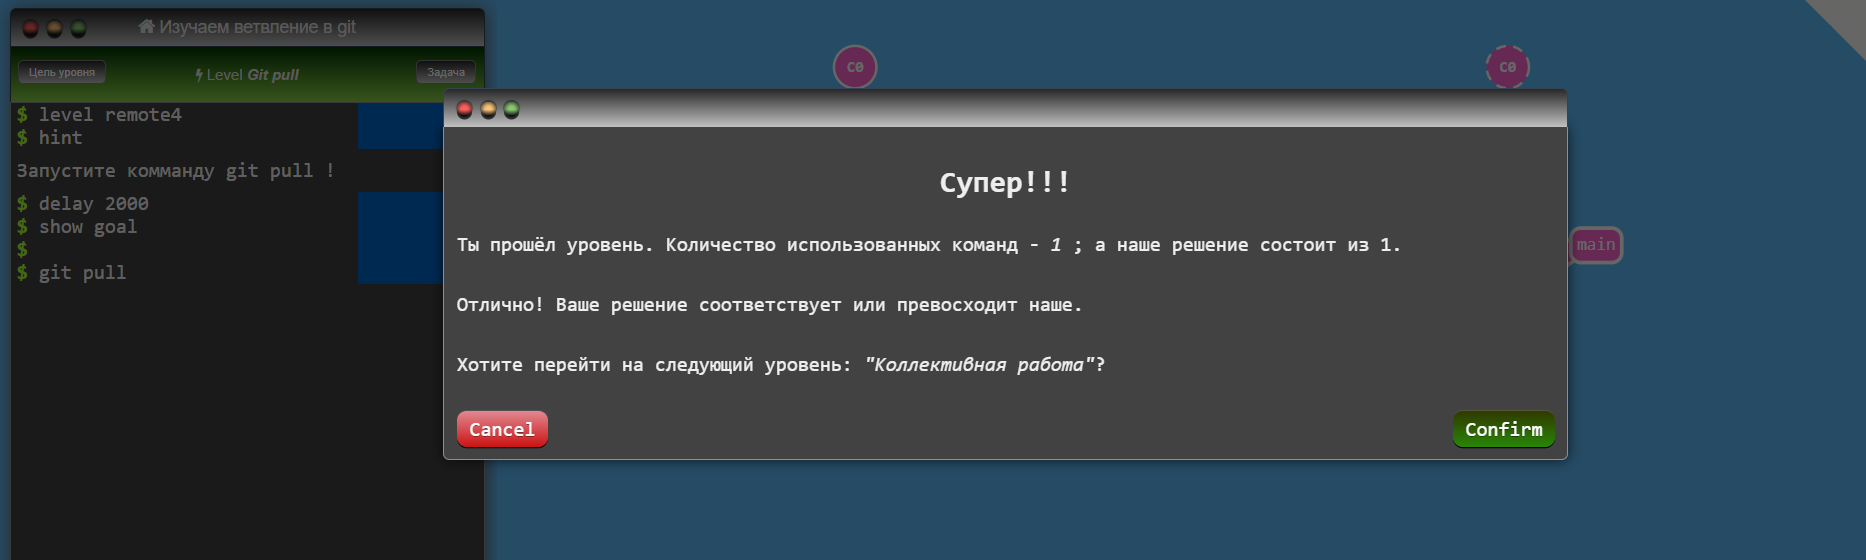 Изучаем ветвление в git
Цель уровня
Level Git pull
Задача
$ level remote4
$ hint
Запустите комманду git pull !
$ delay 2000
$ show goal
$
$ git pull
C0
C0
main
Супер!!!
Ты прошёл уровень. Количество использованных команд - 1 ; а наше решение состоит из 1.
Отлично! Ваше решение соответствует или превосходит наше.
Хотите перейти на следующий уровень: "Коллективная работа"?
Cancel
Confirm